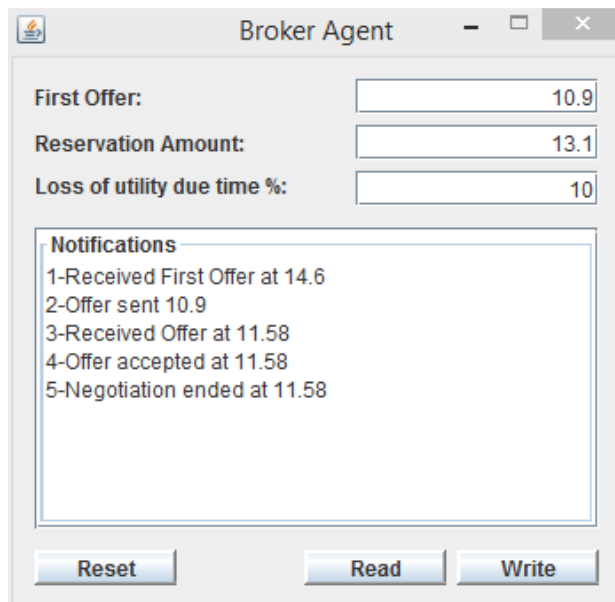 Broker Agent
First Offer: 10.9
Reservation Amount: 13.1
Loss of utility due time %: 10
Notifications
1-Received First Offer at 14.6
2-Offer sent 10.9
3-Received Offer at 11.58
4-Offer accepted at 11.58
5-Negotiation ended at 11.58
Reset Read Write